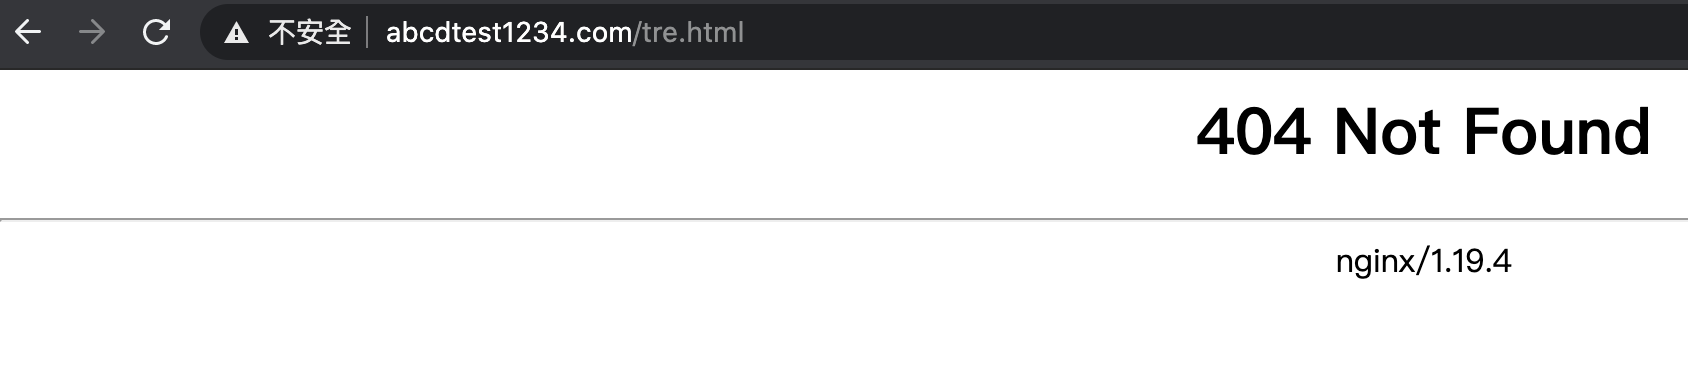 不安全 abcdtest1234.com/tre.html
404 Not Found
nginx/1.19.4